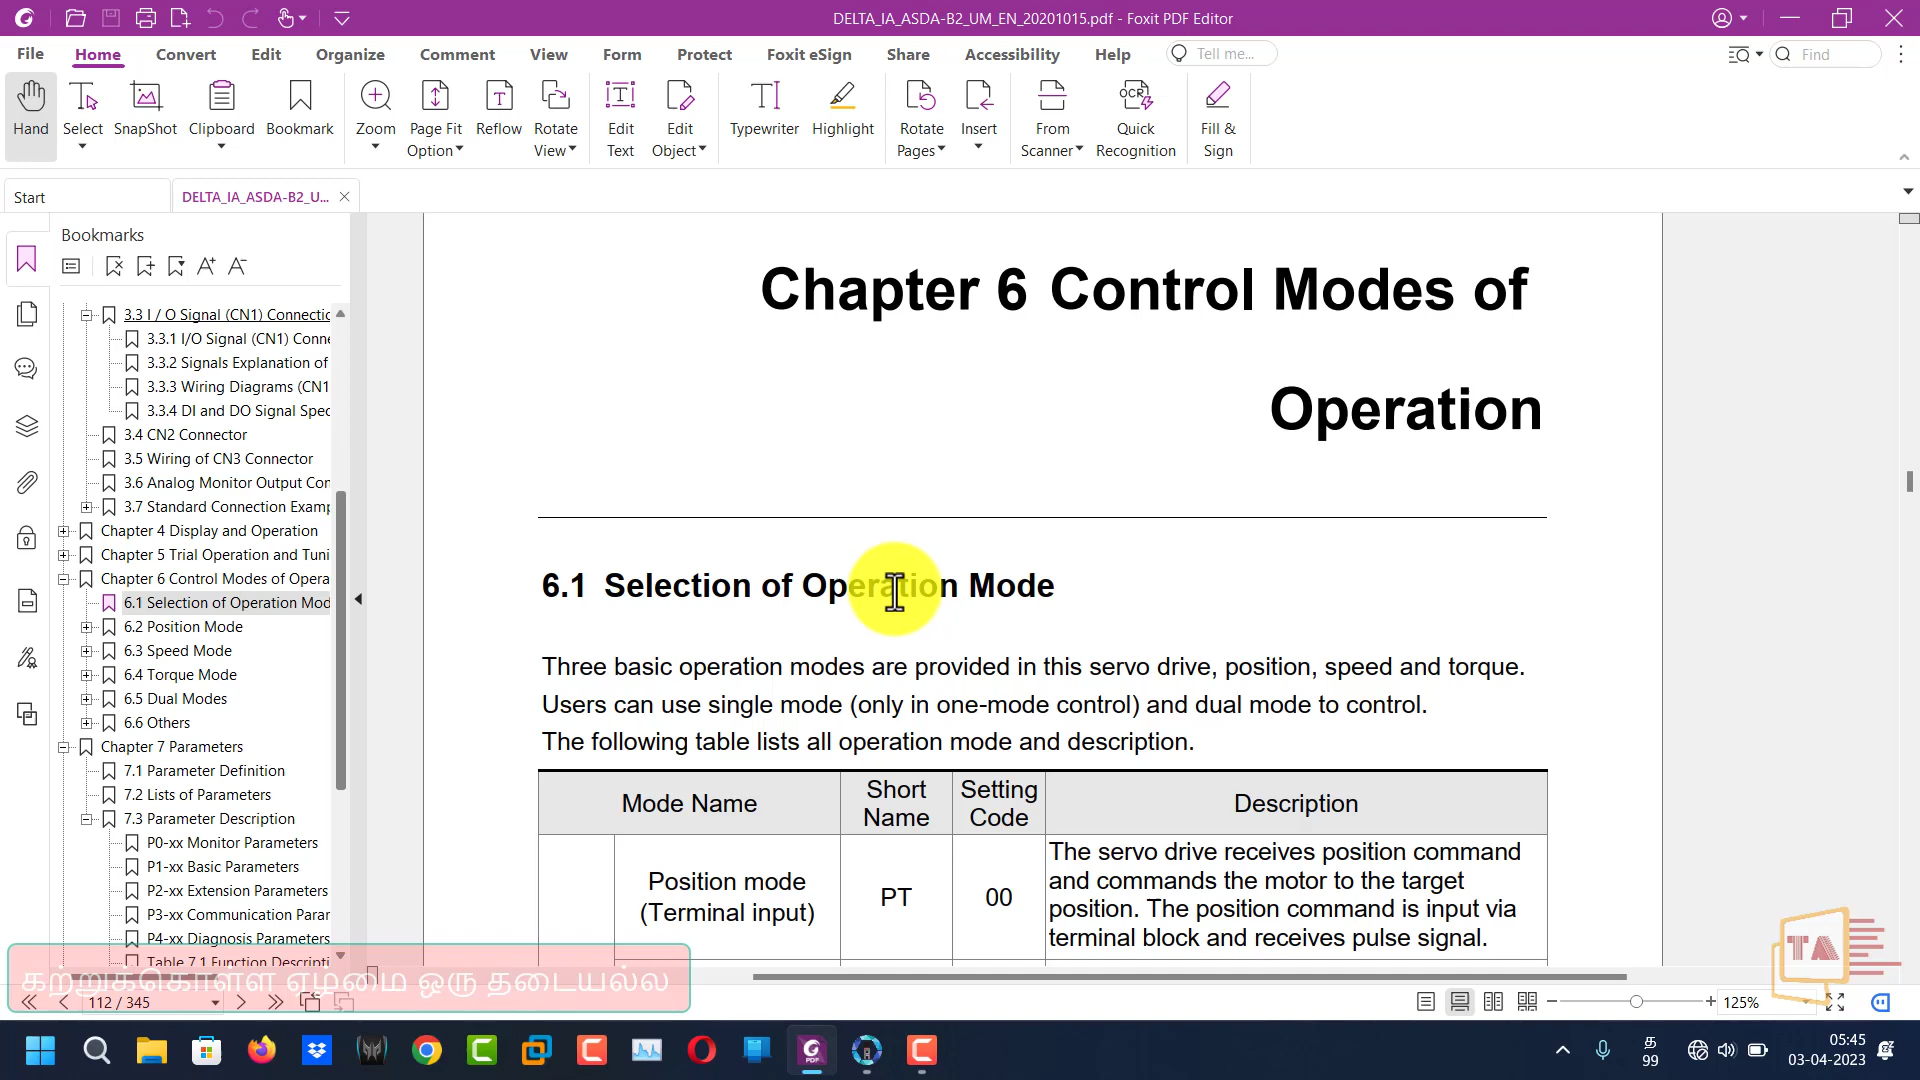 DELTA_IA_ASDA-B2_UM_EN_20201015.pdf - Foxit PDF Editor
File
Home
Convert
Edit
Organize
Comment
View
Form
Protect
Foxit eSign
Share
Accessibility
Help
Tell me...
Find
Hand
Select
SnapShot
Clipboard
Bookmark
Zoom
Page Fit
Option
Reflow
Rotate
View
Edit
Text
Edit
Object
Typewriter
Highlight
Rotate
Pages
Insert
From
Scanner
OCR
Quick
Recognition
Fill &
Sign
Start
DELTA_IA_ASDA-B2_U...
Bookmarks
3.3 I / O Signal (CN1) Connectic
3.3.1 I/O Signal (CN1) Conne
3.3.2 Signals Explanation of
3.3.3 Wiring Diagrams (CN1
3.3.4 DI and DO Signal Spec
3.4 CN2 Connector
3.5 Wiring of CN3 Connector
3.6 Analog Monitor Output Con
3.7 Standard Connection Examp
Chapter 4 Display and Operation
Chapter 5 Trial Operation and Tuni
Chapter 6 Control Modes of Opera
6.1 Selection of Operation Mod
6.2 Position Mode
6.3 Speed Mode
6.4 Torque Mode
6.5 Dual Modes
6.6 Others
Chapter 7 Parameters
7.1 Parameter Definition
7.2 Lists of Parameters
7.3 Parameter Description
P0-xx Monitor Parameters
P1-xx Basic Parameters
P2-xx Extension Parameters
P3-xx Communication Parar
P4-xx Diagnosis Parameters
Table 7.1 Function Descripti
Chapter 6 Control Modes of
Operation
6.1 Selection of Operation Mode
Three basic operation modes are provided in this servo drive, position, speed and torque.
Users can use single mode (only in one-mode control) and dual mode to control.
The following table lists all operation mode and description.
Mode Name
Short
Name
Setting
Code
Description
Position mode
(Terminal input)
PT
00
The servo drive receives position command
and commands the motor to the target
position. The position command is input via
terminal block and receives pulse signal.
TA
கற்றுக்கொள்ள ஏழ்மை ஒரு தடையல்ல
112 / 345
125%
PDF
த
99
05:45
03-04-2023